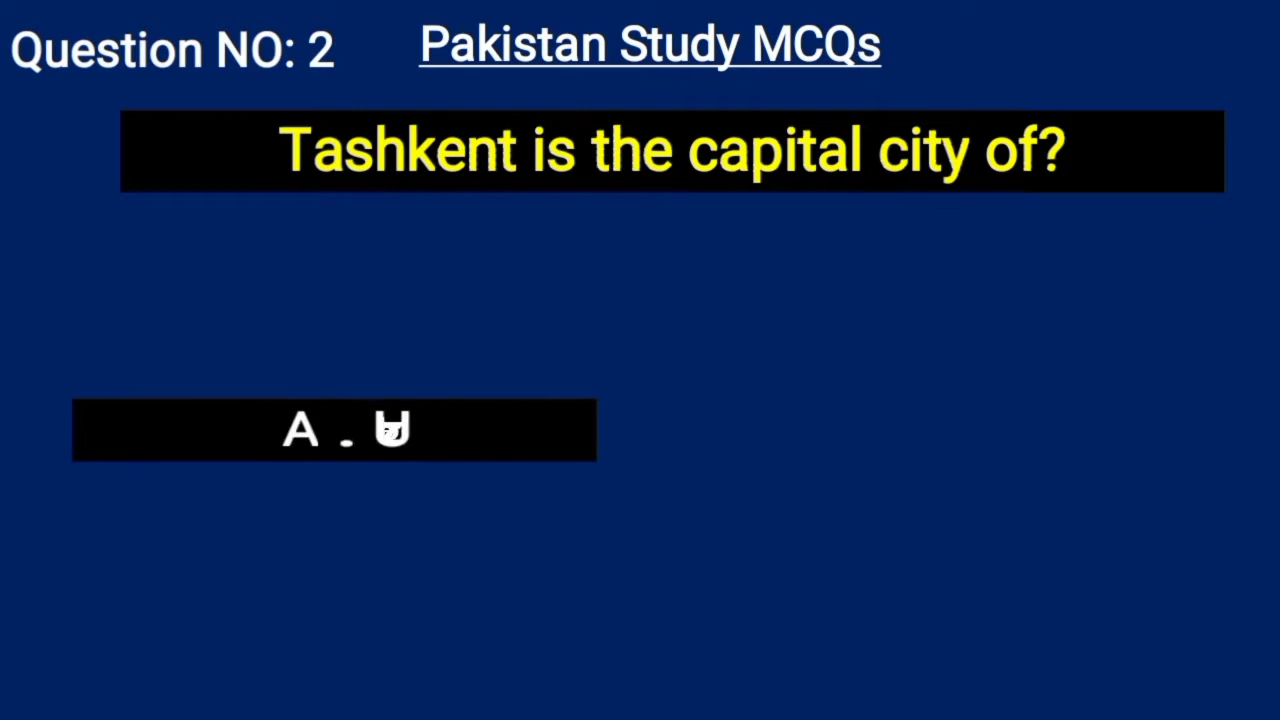 Question NO: 2 Pakistan Study MCQs
Tashkent is the capital city of?
A .